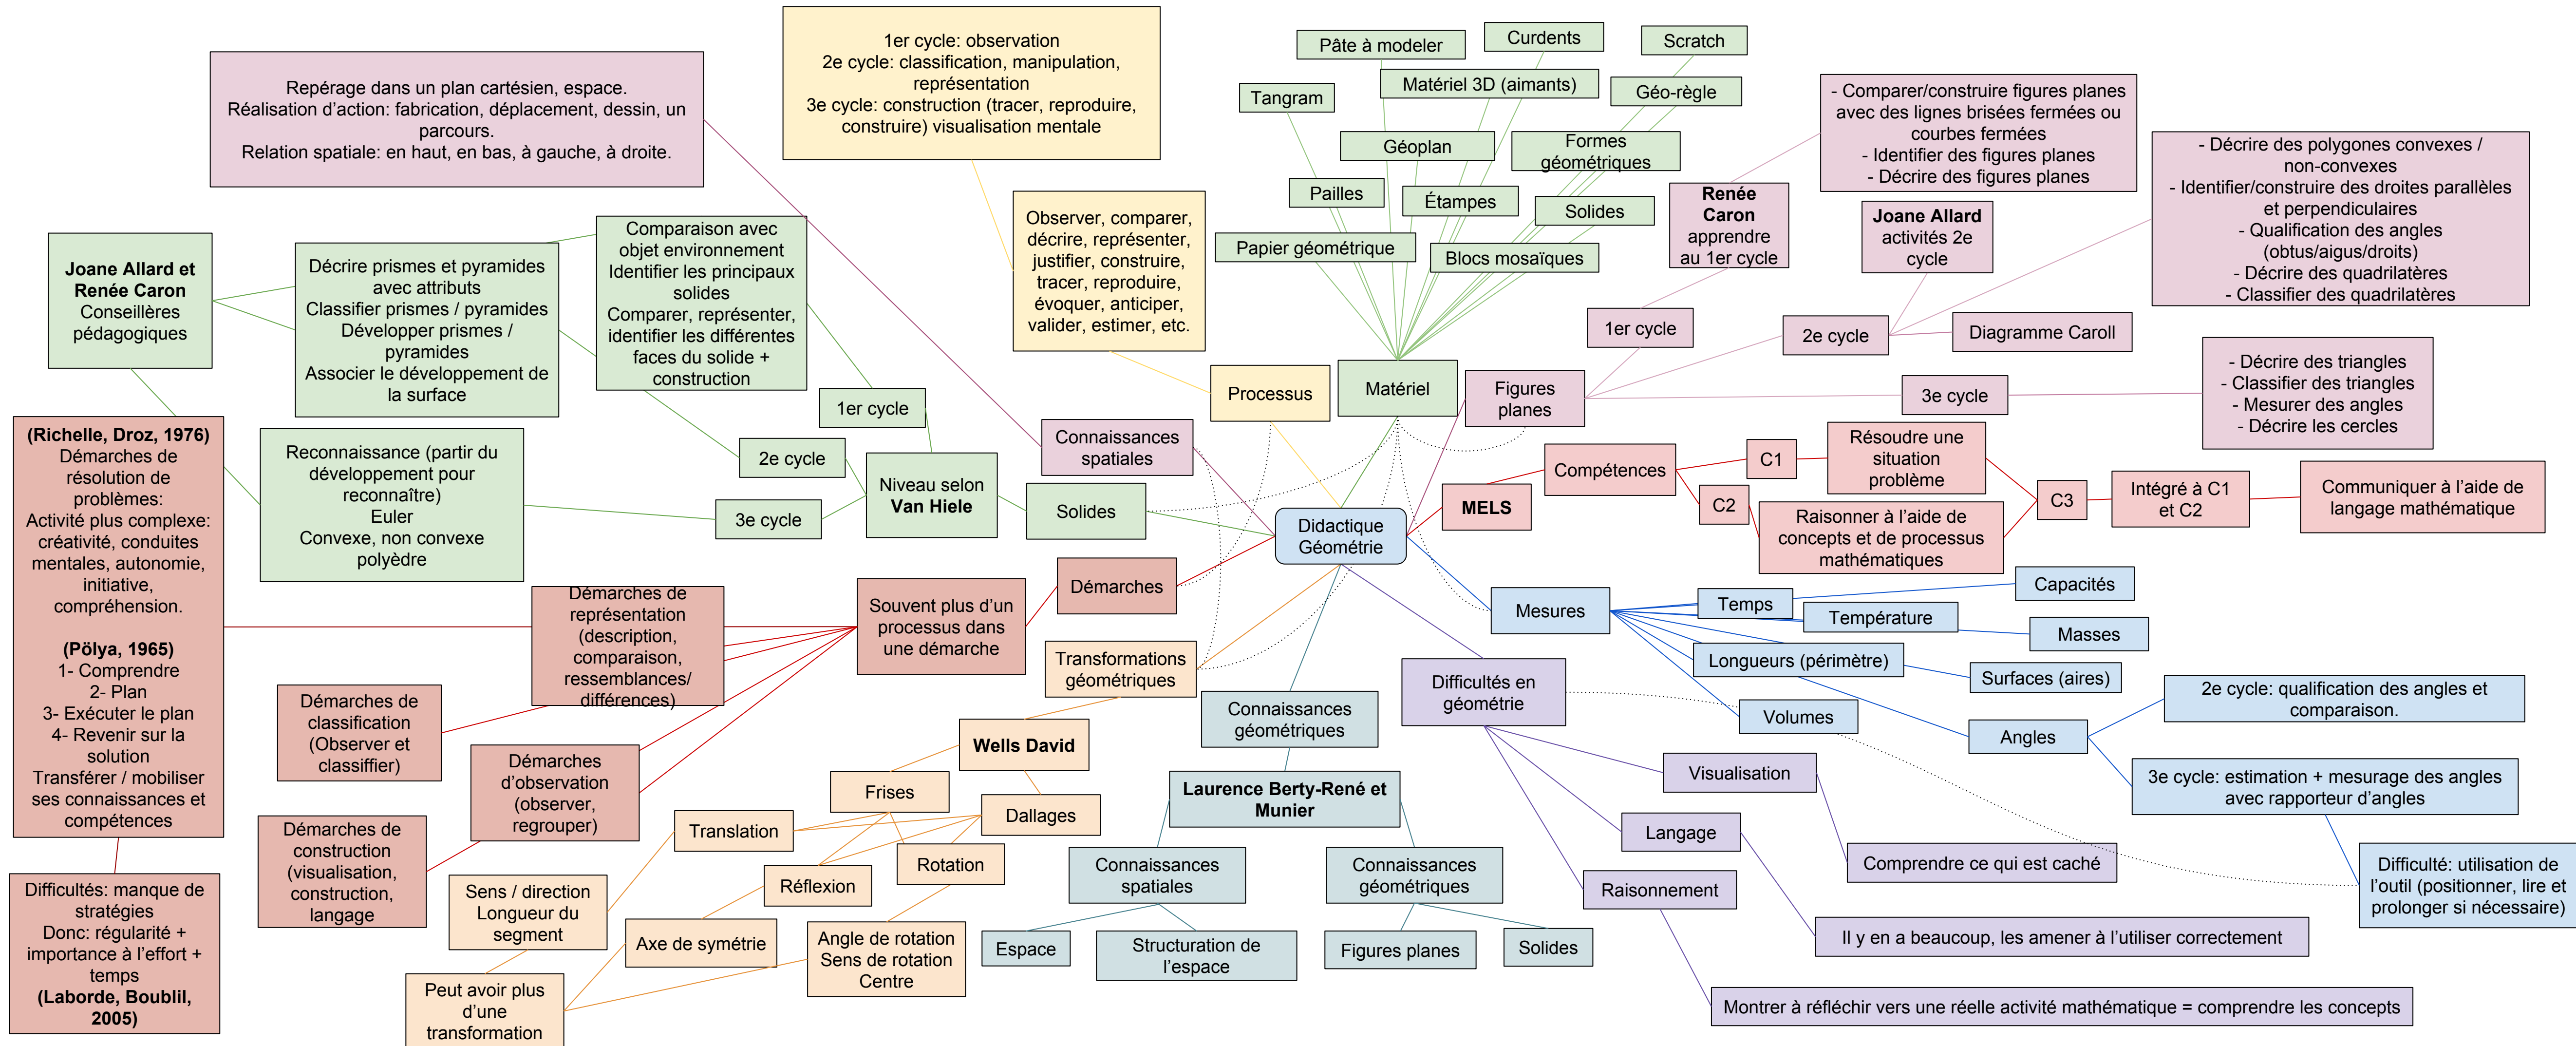 Repérage dans un plan cartésien, espace.
Réalisation d'action: fabrication, déplacement, dessin, un
parcours.
Relation spatiale: en haut, en bas, à gauche, à droite.
1er cycle: observation
2e cycle: classification, manipulation,
représentation
3e cycle: construction (tracer, reproduire,
construire) visualisation mentale
Observer, comparer,
décrire, représenter,
justifier, construire,
tracer, reproduire,
évoquer, anticiper,
valider, estimer, etc.
Processus
Pâte à modeler
Curdents
Scratch
Matériel 3D (aimants)
Géo-règle
Tangram
Géoplan
Formes
géométriques
Pailles
Étampes
Solides
Papier géométrique
Blocs mosaïques
Matériel
Renée
Caron
apprendre
au 1er cycle
- Comparer/construire figures planes
avec des lignes brisées fermées ou
courbes fermées
- Identifier des figures planes
- Décrire des figures planes
Joane Allard
activités 2e
cycle
- Décrire des polygones convexes /
non-convexes
- Identifier/construire des droites parallèles
et perpendiculaires
- Qualification des angles
(obtus/aigus/droits)
- Décrire des quadrilatères
- Classifier des quadrilatères
1er cycle
2e cycle
Diagramme Caroll
Figures
planes
3e cycle
- Décrire des triangles
- Classifier des triangles
- Mesurer des angles
- Décrire les cercles
Joane Allard et
Renée Caron
Conseillères
pédagogiques
Décrire prismes et pyramides
avec attributs
Classifier prismes / pyramides
Développer prismes /
pyramides
Associer le développement de
la surface
Comparaison avec
objet environnement
Identifier les principaux
solides
Comparer, représenter,
identifier les différentes
faces du solide +
construction
1er cycle
2e cycle
3e cycle
Niveau selon
Van Hiele
Solides
Connaissances
spatiales
Reconnaissance (partir du
développement pour
reconnaître)
Euler
Convexe, non convexe
polyèdre
(Richelle, Droz, 1976)
Démarches de
résolution de
problèmes:
Activité plus complexe:
créativité, conduites
mentales, autonomie,
initiative,
compréhension.
(Pölya, 1965)
1- Comprendre
2- Plan
3- Exécuter le plan
4- Revenir sur la
solution
Transférer / mobiliser
ses connaissances et
compétences
Difficultés: manque de
stratégies
Donc: régularité +
importance à l'effort +
temps
(Laborde, Boublil,
2005)
Didactique
Géométrie
MELS
Compétences
C1
Résoudre une
situation
problème
C2
Raisonner à l'aide de
concepts et de processus
mathématiques
C3
Intégré à C1
et C2
Communiquer à l'aide de
langage mathématique
Démarches
Souvent plus d'un
processus dans
une démarche
Démarches de
représentation
(description,
comparaison,
ressemblances/
différences)
Démarches de
classification
(Observer et
classiffier)
Démarches
d'observation
(observer,
regrouper)
Démarches de
construction
(visualisation,
construction,
langage
Transformations
géométriques
Wells David
Frises
Dallages
Translation
Réflexion
Rotation
Sens / direction
Longueur du
segment
Axe de symétrie
Angle de rotation
Sens de rotation
Centre
Peut avoir plus
d'une
transformation
Connaissances
géométriques
Laurence Berty-René et
Munier
Connaissances
spatiales
Connaissances
géométriques
Espace
Structuration de
l'espace
Figures planes
Solides
Difficultés en
géométrie
Visualisation
Comprendre ce qui est caché
Langage
Il y en a beaucoup, les amener à l'utiliser correctement
Raisonnement
Montrer à réfléchir vers une réelle activité mathématique = comprendre les concepts
Mesures
Capacités
Temps
Température
Masses
Longueurs (périmètre)
Surfaces (aires)
Volumes
Angles
2e cycle: qualification des angles et
comparaison.
3e cycle: estimation + mesurage des angles
avec rapporteur d'angles
Difficulté: utilisation de
l'outil (positionner, lire et
prolonger si nécessaire)